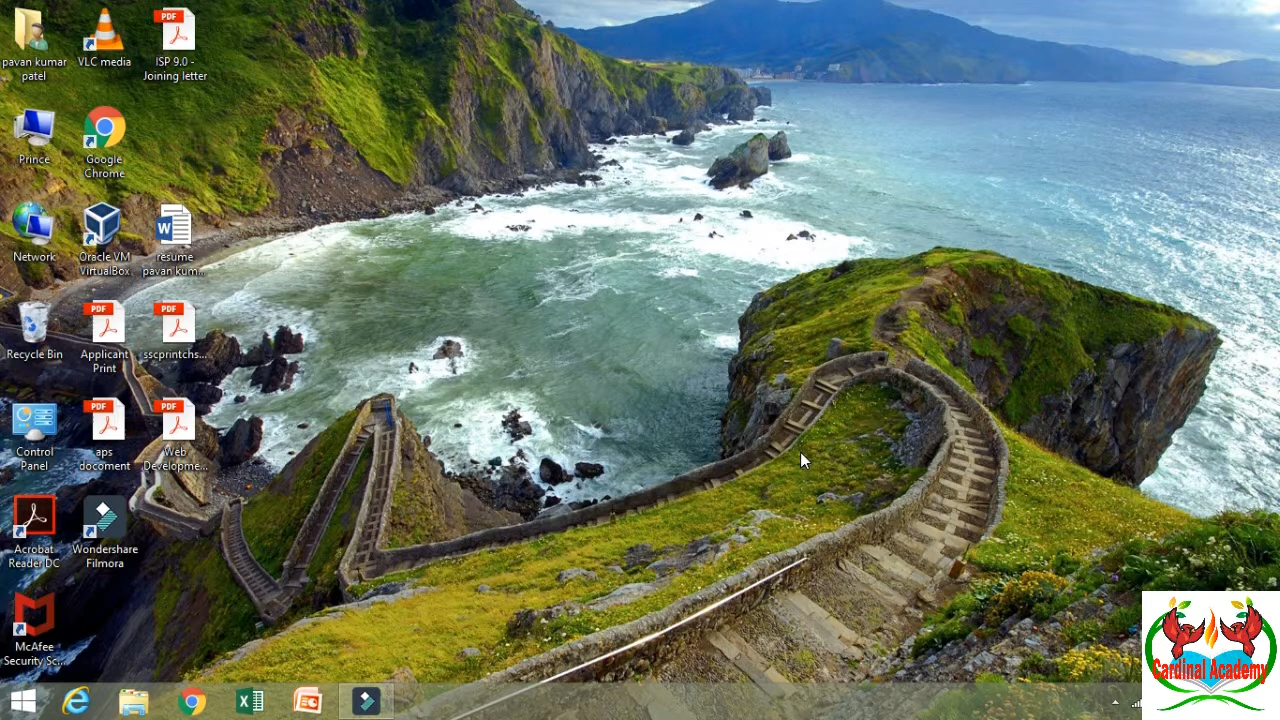 pavan kumar
patel
VLC media
PDF
ISP 9.0 -
Joining letter
Prince
Google
Chrome
Network
Oracle VM
VirtualBox
W
resume
pavan kum...
Recycle Bin
PDF
Applicant
Print
PDF
sscprintchs...
Control
Panel
PDF
aps
docoment
PDF
Web
Developme...
Acrobat
Reader DC
Wondershare
Filmora
McAfee
Security Sc...
Cardinal Academy